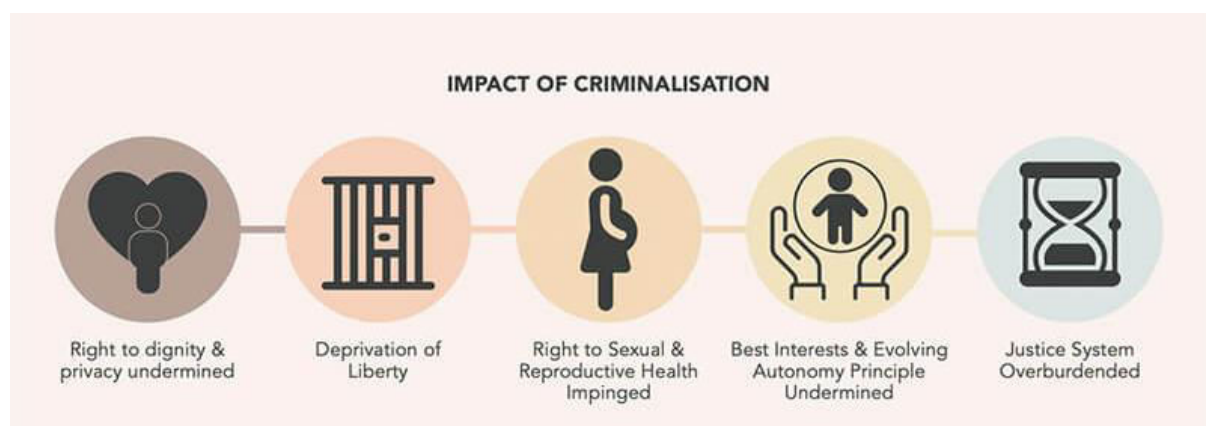 IMPACT OF CRIMINALISATION
Right to dignity &
privacy undermined
Deprivation of
Liberty
Right to Sexual &
Reproductive Health
Impinged
Best Interests & Evolving
Autonomy Principle
Undermined
Justice System
Overburdended